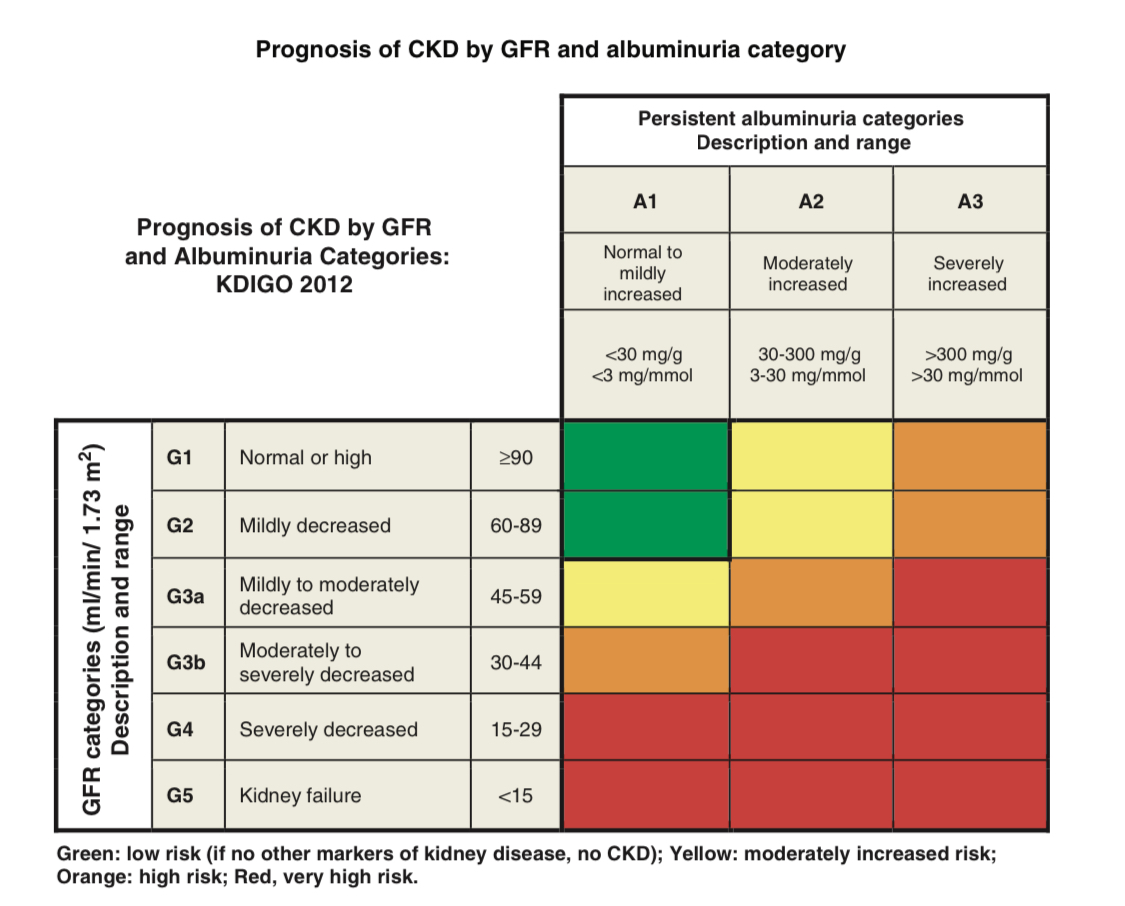 Prognosis of CKD by GFR and albuminuria category
Persistent albuminuria categories
Description and range
A1
A2
A3
Prognosis of CKD by GFR
and Albuminuria Categories:
KDIGO 2012
Normal to
mildly
increased
Moderately
increased
Severely
increased
<30 mg/g
<3 mg/mmol
30-300 mg/g
3-30 mg/mmol
>300 mg/g
>30 mg/mmol
GFR categories (ml/min/ 1.73 m²)
Description and range
G1
Normal or high
≥90
G2
Mildly decreased
60-89
G3a
Mildly to moderately
decreased
45-59
G3b
Moderately to
severely decreased
30-44
G4
Severely decreased
15-29
G5
Kidney failure
<15
Green: low risk (if no other markers of kidney disease, no CKD); Yellow: moderately increased risk;
Orange: high risk; Red, very high risk.